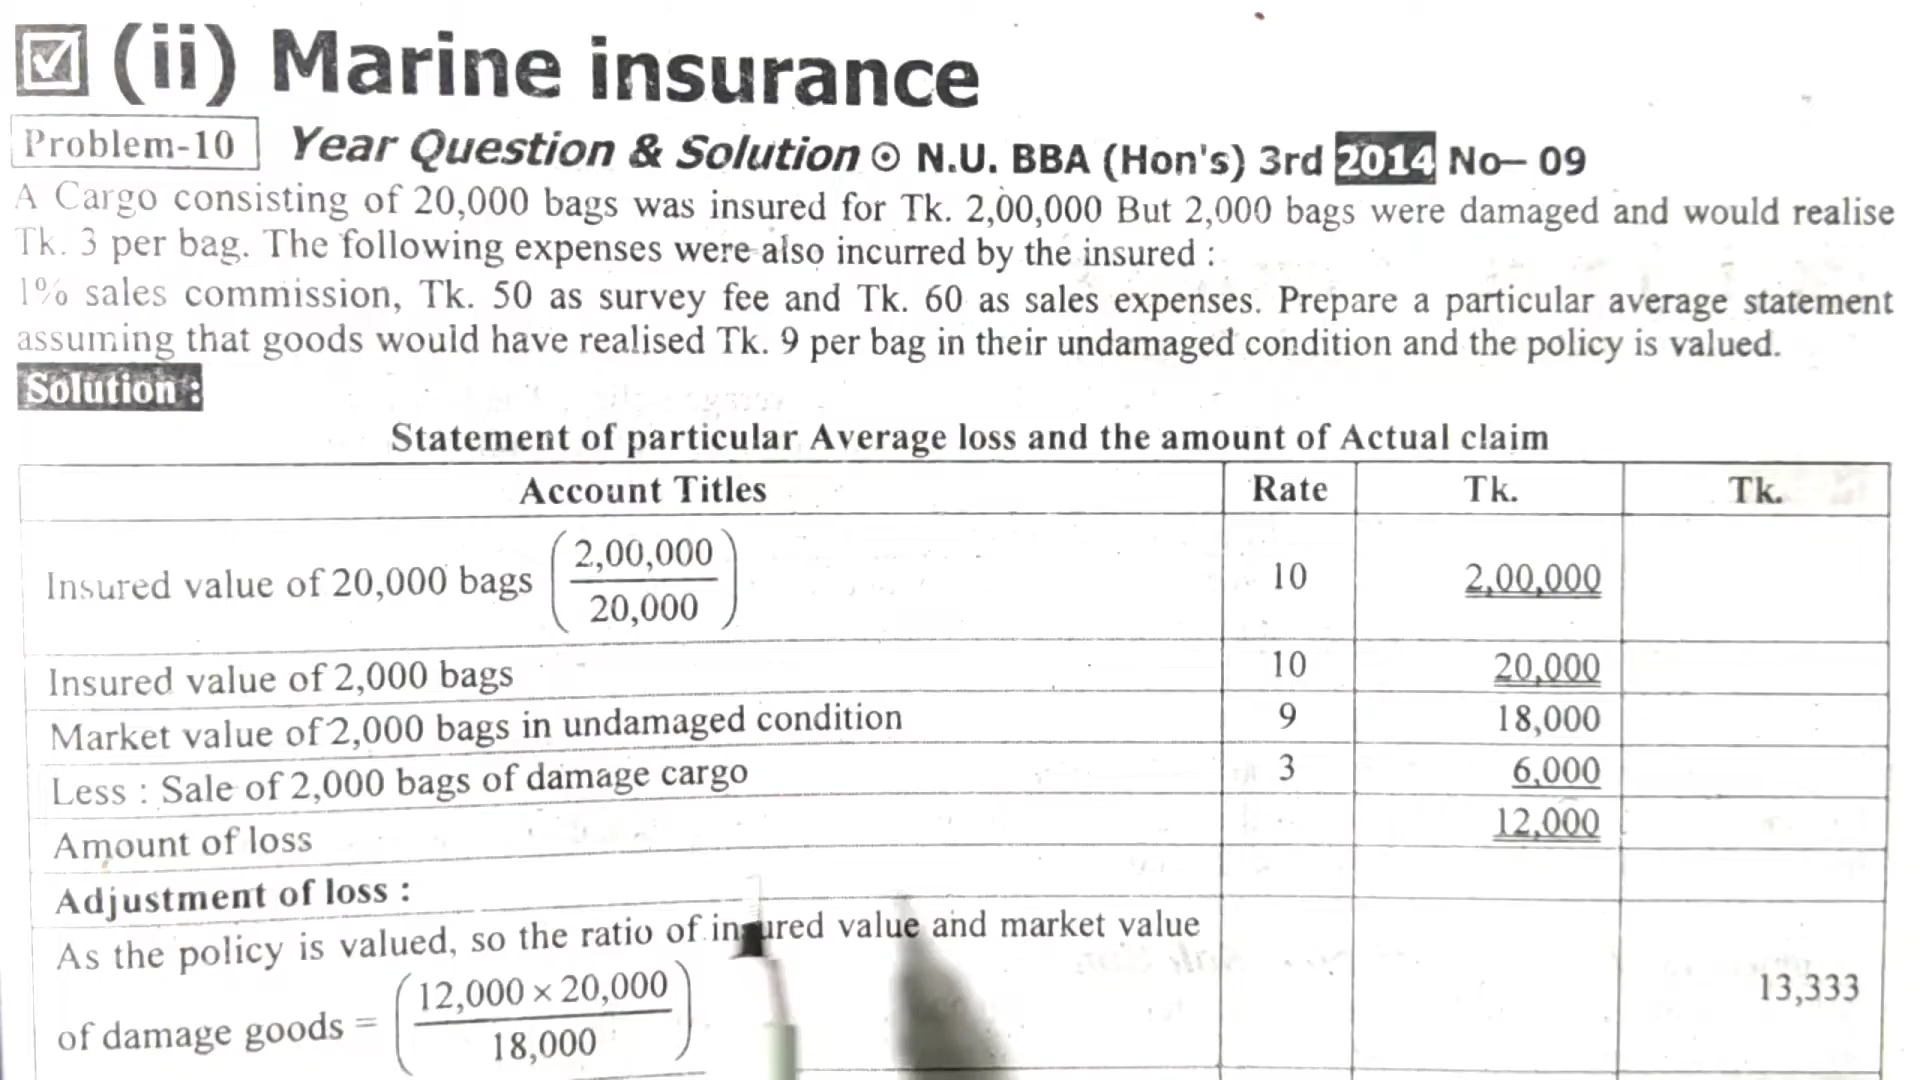 (ii) Marine insurance
Problem-10 Year Question & Solution ⊙ N.U. BBA (Hon's) 3rd 2014 No– 09
A Cargo consisting of 20,000 bags was insured for Tk. 2,00,000 But 2,000 bags were damaged and would realise
Tk. 3 per bag. The following expenses were also incurred by the insured :
1% sales commission, Tk. 50 as survey fee and Tk. 60 as sales expenses. Prepare a particular average statement
assuming that goods would have realised Tk. 9 per bag in their undamaged condition and the policy is valued.
Solution :
Statement of particular Average loss and the amount of Actual claim
Account Titles Rate Tk. Tk.
Insured value of 20,000 bags (2,00,000 / 20,000) 10 2,00,000
Insured value of 2,000 bags 10 20,000
Market value of 2,000 bags in undamaged condition 9 18,000
Less : Sale of 2,000 bags of damage cargo 3 6,000
Amount of loss 12,000
Adjustment of loss :
As the policy is valued, so the ratio of insured value and market value
of damage goods = (12,000 × 20,000 / 18,000) 13,333